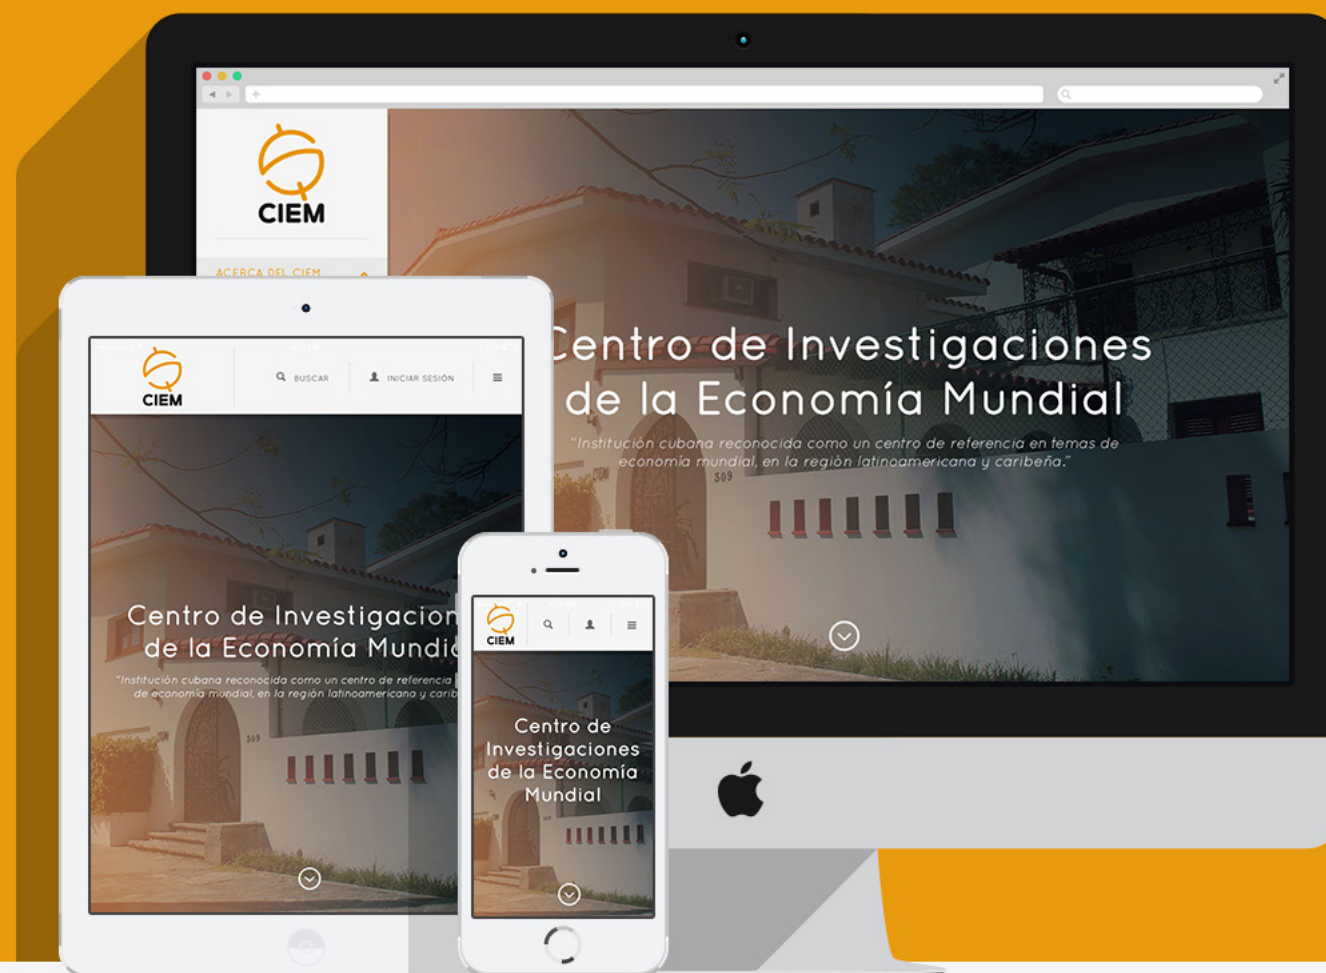 CIEM
ACERCA DEL CIEM
Centro de Investigaciones
de la Economía Mundial
"Institución cubana reconocida como un centro de referencia en temas de
economía mundial, en la región latinoamericana y caribeña."
309
CIEM
BUSCAR
INICIAR SESIÓN
Centro de Investigacion
de la Economía Mundi
"Institución cubana reconocida como un centro de referencia
de economía mundial, en la región latinoamericana y carib
309
CIEM
Centro de
Investigaciones
de la Economía
Mundial